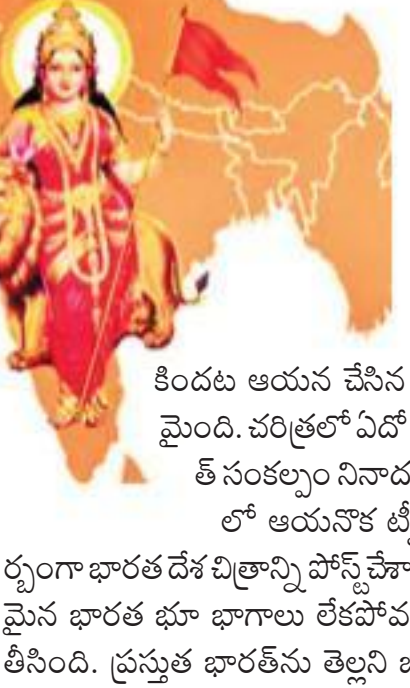 కిందట ఆయన చేసిన
మైంది. చరిత్రలో ఏదో
త్ సంకల్పం నినాద
లో ఆయనొక
ర్భంగా భారత దేశ చిత్రాన్ని పోస్ట్‌చేశా
మైన భారత భూ భాగాలు లేకపోవ
తీసింది. ప్రస్తుత భారత్‌ను తెల్లని